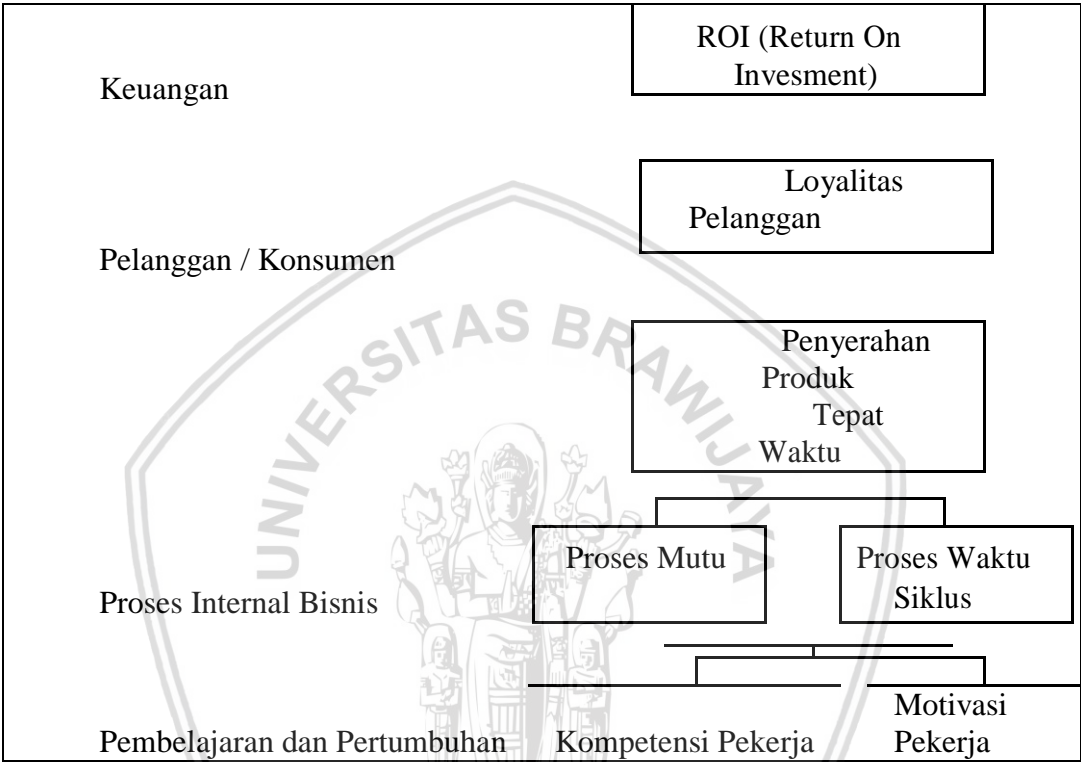 ROI (Return On
Invesment)
Keuangan
Loyalitas
Pelanggan
Pelanggan / Konsumen
UNIVERSITAS BRAWIJAYA
Penyerahan
Produk
Tepat
Waktu
Proses Mutu
Proses Waktu
Siklus
Proses Internal Bisnis
Motivasi
Pembelajaran dan Pertumbuhan Kompetensi Pekerja Pekerja